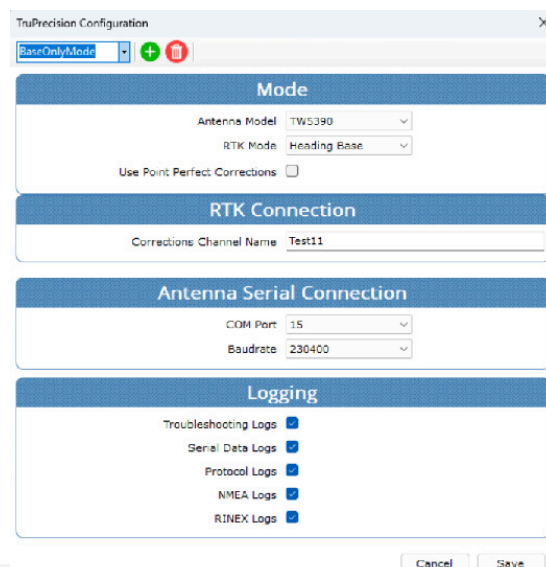 TruPrecision Configuration
BaseOnlyMode
Mode
Antenna Model TW5390
RTK Mode Heading Base
Use Point Perfect Corrections
RTK Connection
Corrections Channel Name Test11
Antenna Serial Connection
COM Port 15
Baudrate 230400
Logging
Troubleshooting Logs
Serial Data Logs
Protocol Logs
NMEA Logs
RINEX Logs
Cancel Save